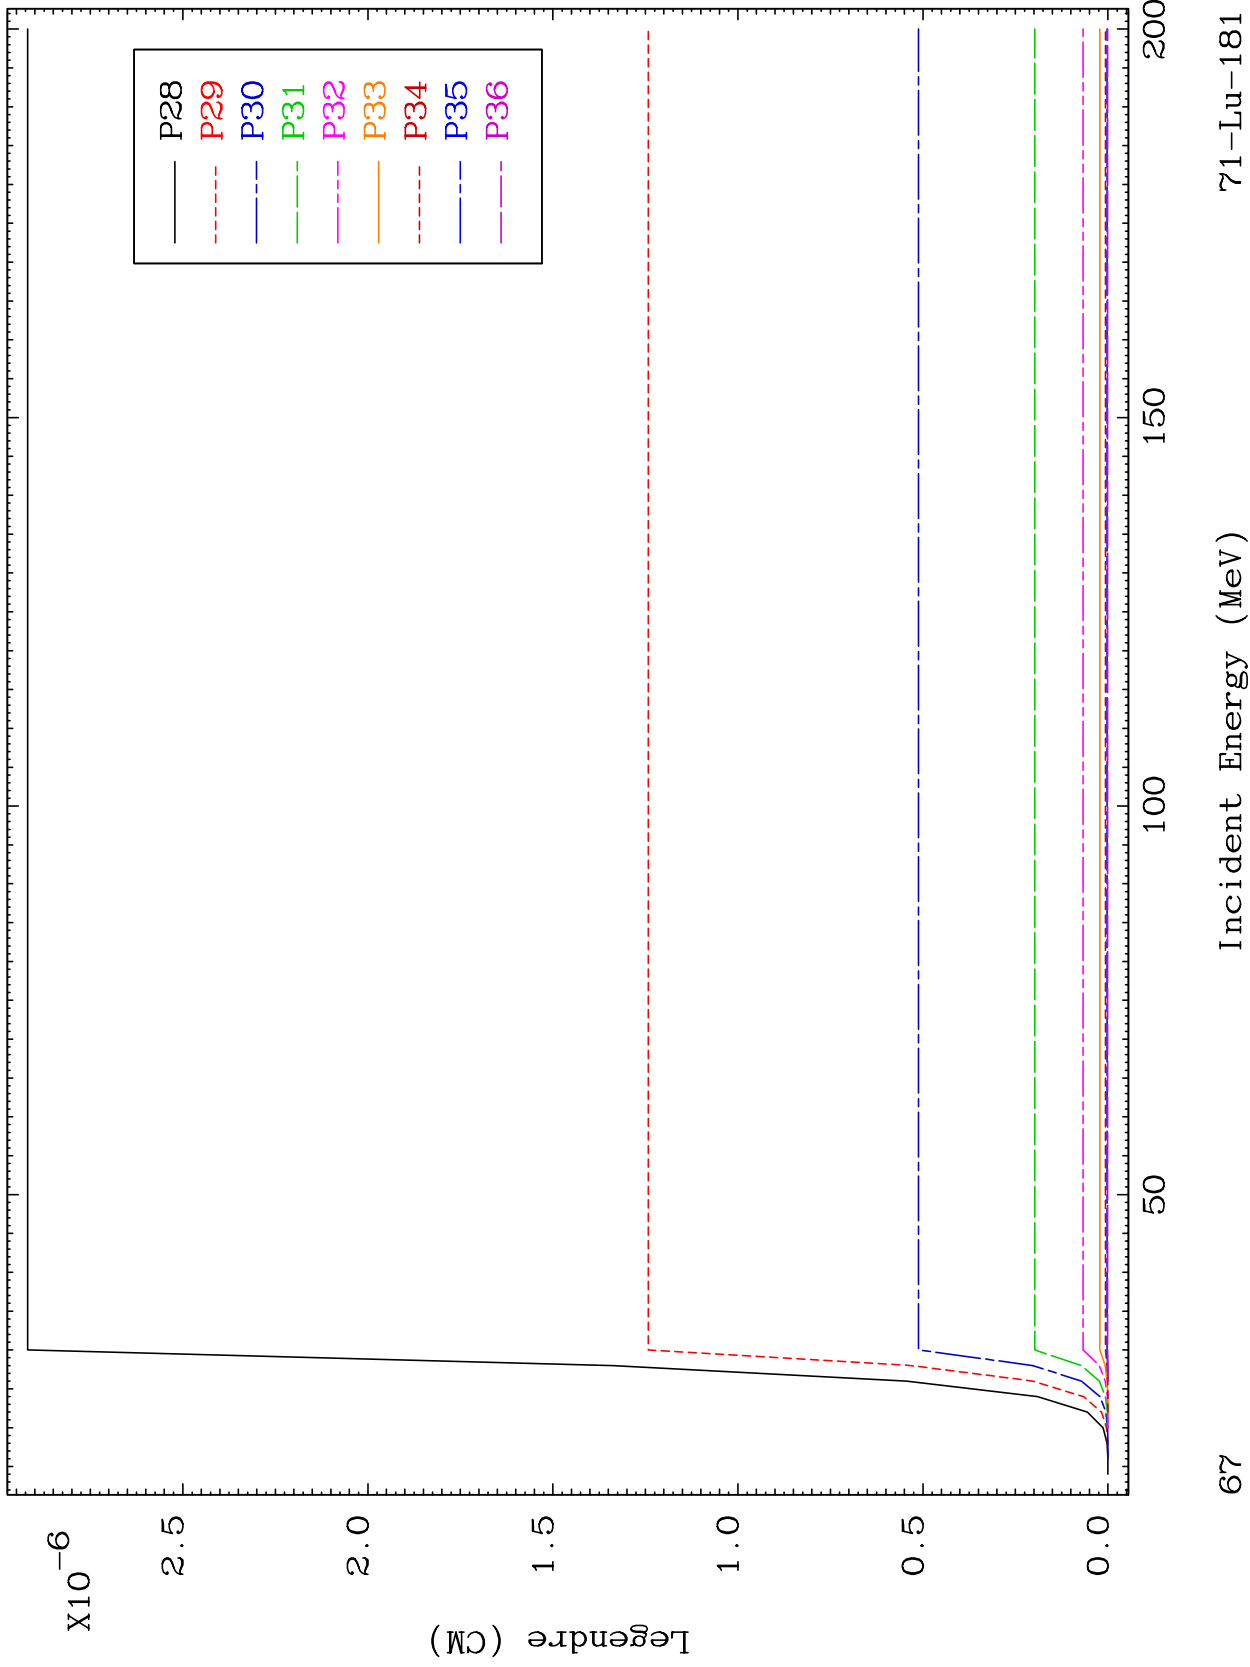 X10-6
2.5
2.0
1.5
1.0
0.5
0.0
Legendre (CM)
P28
P29
P30
P31
P32
P33
P34
P35
P36
50
100
150
200
67
Incident Energy (MeV)
71-Lu-181